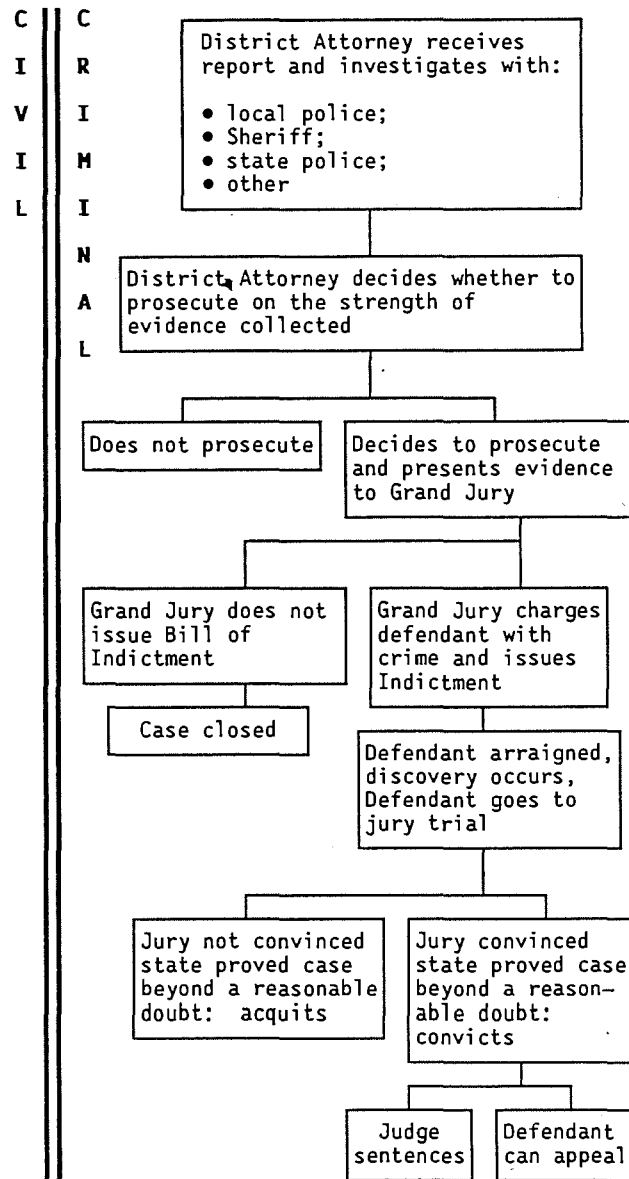 CIVIL
CRIMINAL
District Attorney receives
report and investigates with:
● local police;
● Sheriff;
● state police;
● other
District Attorney decides whether to
prosecute on the strength of
evidence collected
Does not prosecute
Decides to prosecute
and presents evidence
to Grand Jury
Grand Jury does not
issue Bill of
Indictment
Grand Jury charges
defendant with
crime and issues
Indictment
Case closed
Defendant arraigned,
discovery occurs,
Defendant goes to
jury trial
Jury not convinced
state proved case
beyond a reasonable
doubt: acquits
Jury convinced
state proved case
beyond a reason-
able doubt:
convicts
Judge
sentences
Defendant
can appeal